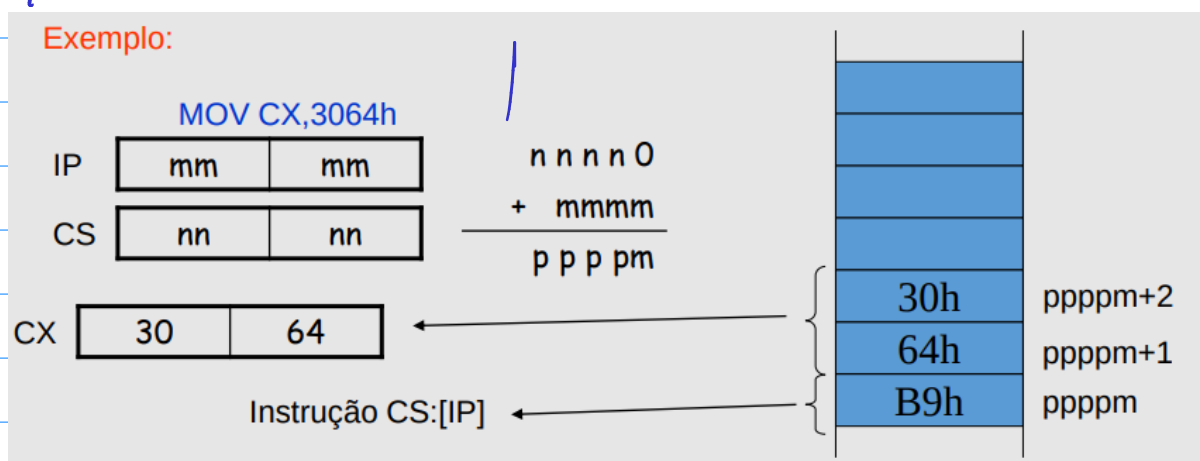 Exemplo:
MOV CX,3064h
IP mm mm
n n n n 0
+ mmmm
CS nn nn
p p p pm
30h ppppm+2
CX 30 64
64h ppppm+1
Instrução CS:[IP]
B9h ppppm